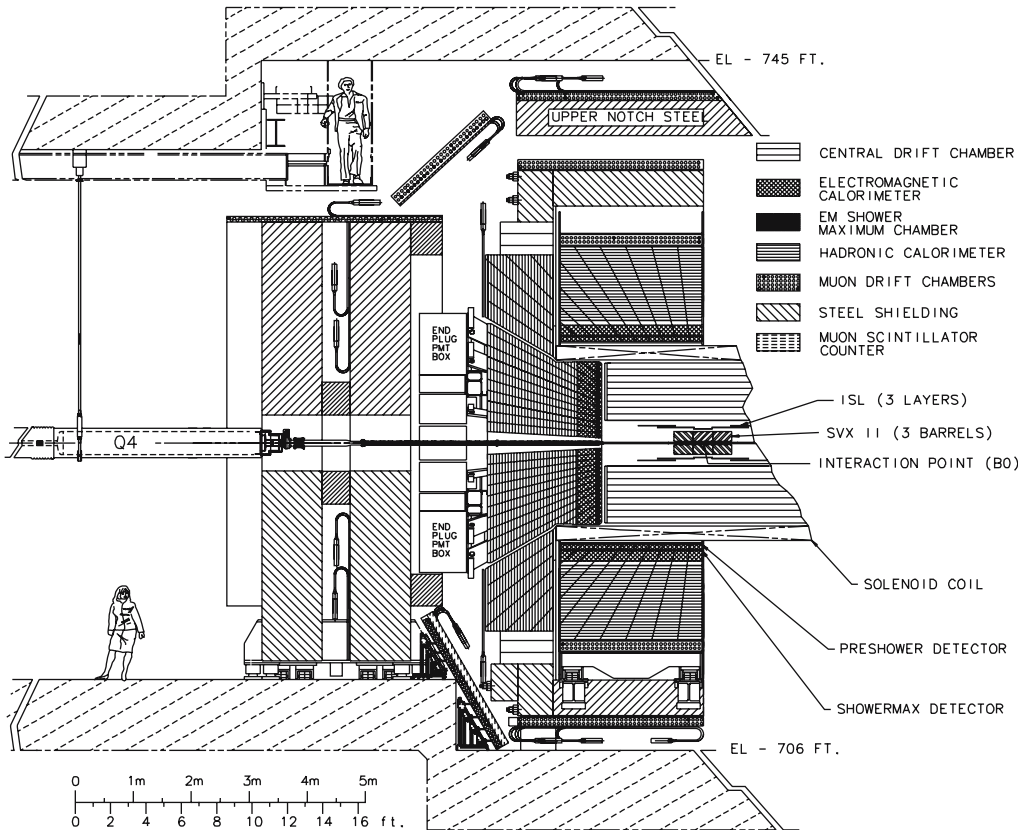 EL - 745 FT.
UPPER NOTCH STEEL
CENTRAL DRIFT CHAMBER
ELECTROMAGNETIC
CALORIMETER
EM SHOWER
MAXIMUM CHAMBER
HADRONIC CALORIMETER
MUON DRIFT CHAMBERS
STEEL SHIELDING
MUON SCINTILLATOR
COUNTER
END
PLUG
PMT
BOX
ISL (3 LAYERS)
Q4
SVX II (3 BARRELS)
INTERACTION POINT (B0)
END
PLUG
PMT
BOX
SOLENOID COIL
PRESHOWER DETECTOR
SHOWERMAX DETECTOR
EL - 706 FT.
0 1m 2m 3m 4m 5m
0 2 4 6 8 10 12 14 16 ft.